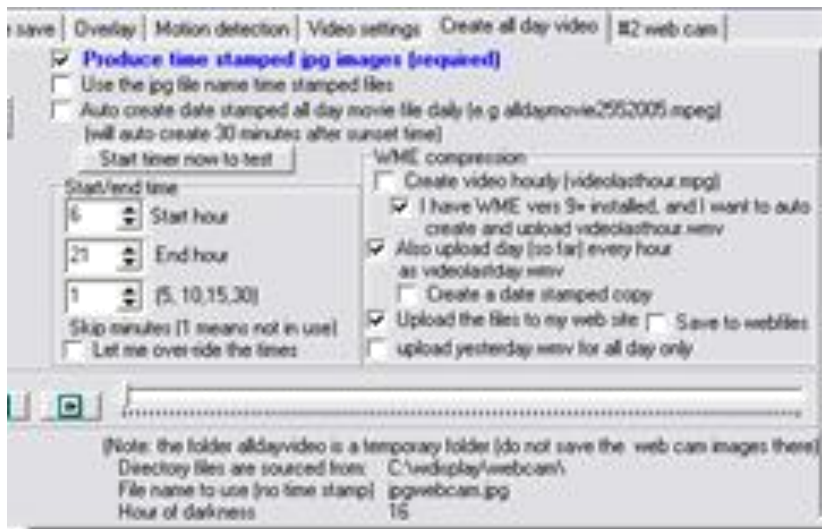 save | Overlay | Motion detection | Video settings | Create all day video | #2 web cam
Produce time stamped jpg images (required)
Use the jpg file name time stamped files
Auto create date stamped all day movie file daily (e.g alldaymovie2552005.mpeg)
(will auto create 30 minutes after sunset time)
Start timer now to test
Start/end time
6 Start hour
21 End hour
1 (5, 10,15,30)
Skip minutes (1 means not in use)
Let me over-ride the times
WME compression
Create video hourly (videolasthour.mpg)
I have WME vers 9+ installed, and I want to auto
create and upload videolasthour.wmv
Also upload day (so far) every hour
as videolastday.wmv
Create a date stamped copy
Upload the files to my web site
Save to webfiles
upload yesterday.wmv for all day only
(Note: the folder alldayvideo is a temporary folder (do not save the web cam images there)
Directory files are sourced from: C:\wdisplay\webcam\
File name to use (no time stamp) jpgwebcam.jpg
Hour of darkness 16